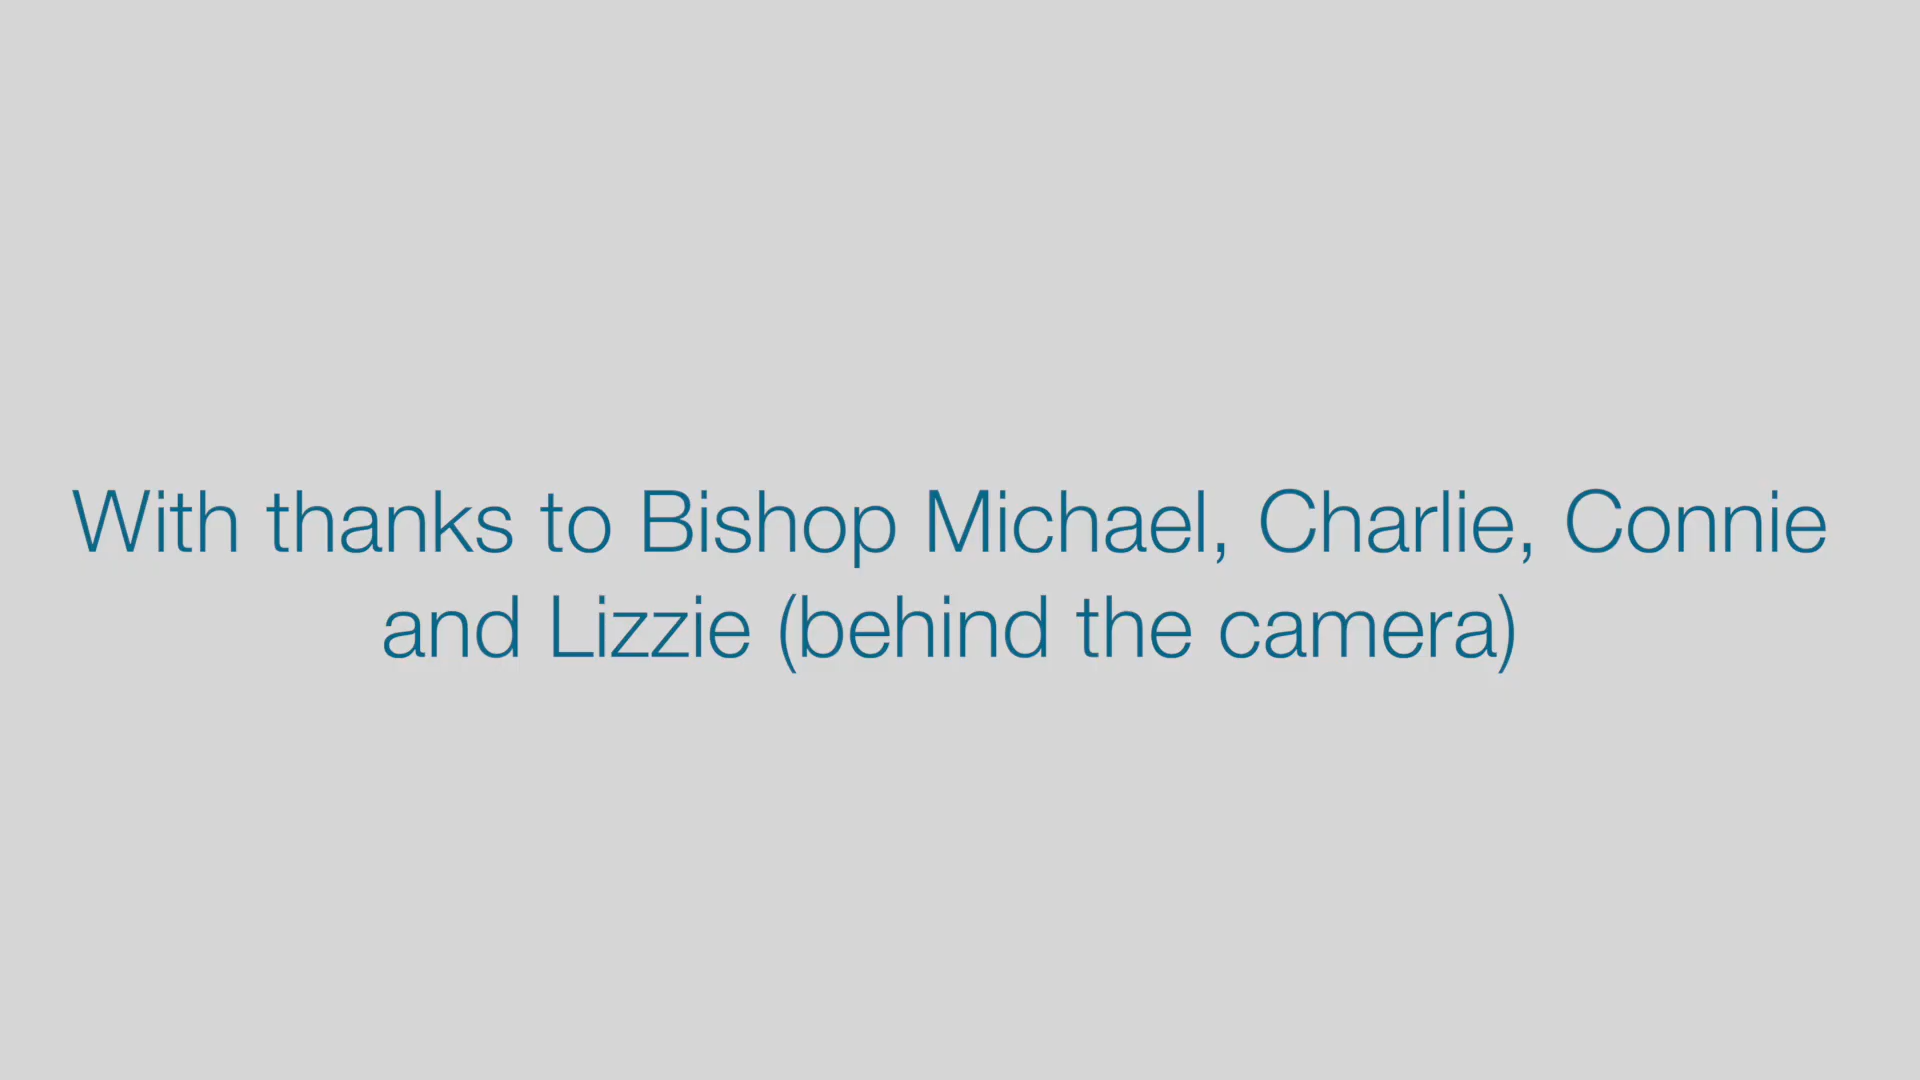 With thanks to Bishop Michael, Charlie, Connie
and Lizzie (behind the camera)